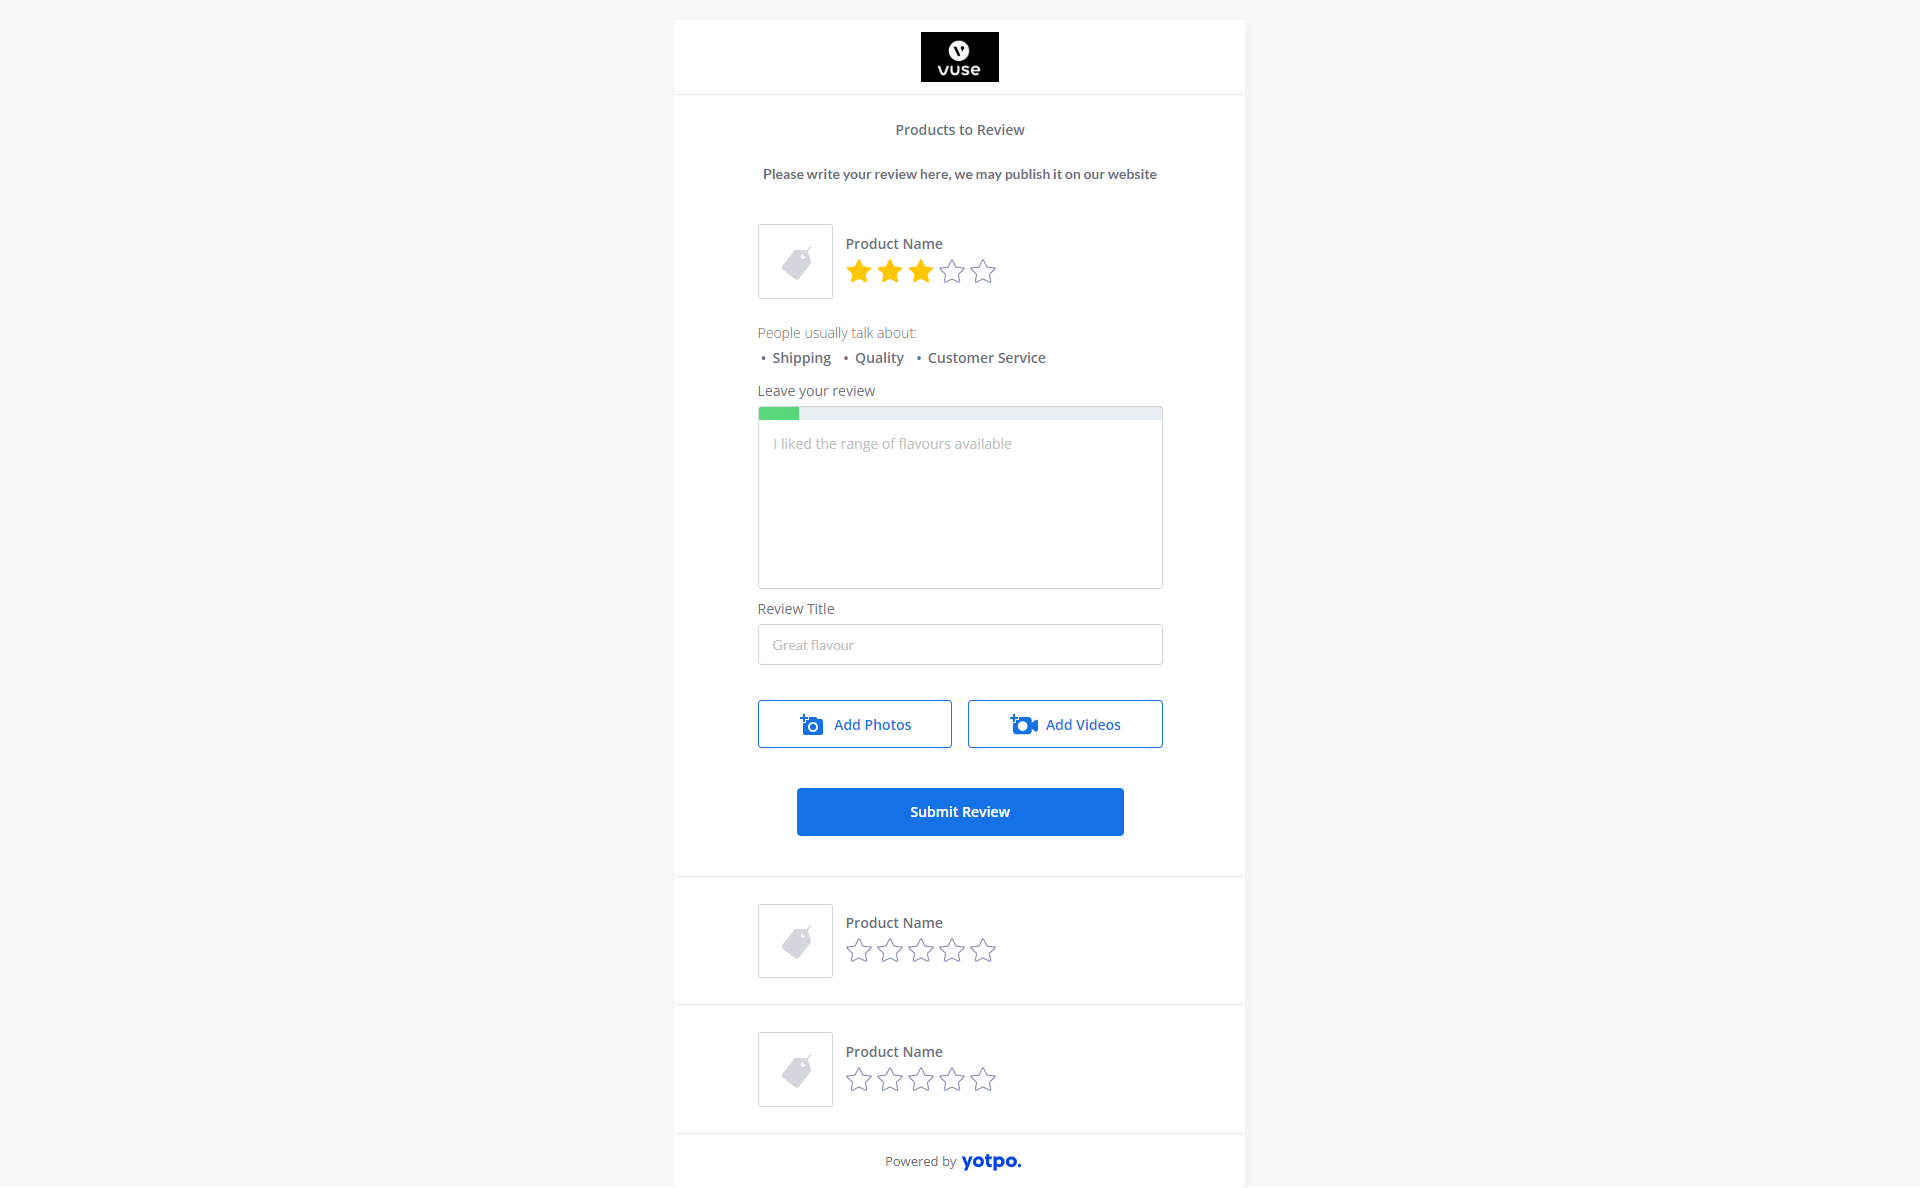 vuse
Products to Review
Please write your review here, we may publish it on our website
Product Name
People usually talk about:
• Shipping • Quality • Customer Service
Leave your review
I liked the range of flavours available
Review Title
Great flavour
Add Photos Add Videos
Submit Review
Product Name
Product Name
Powered by yotpo.